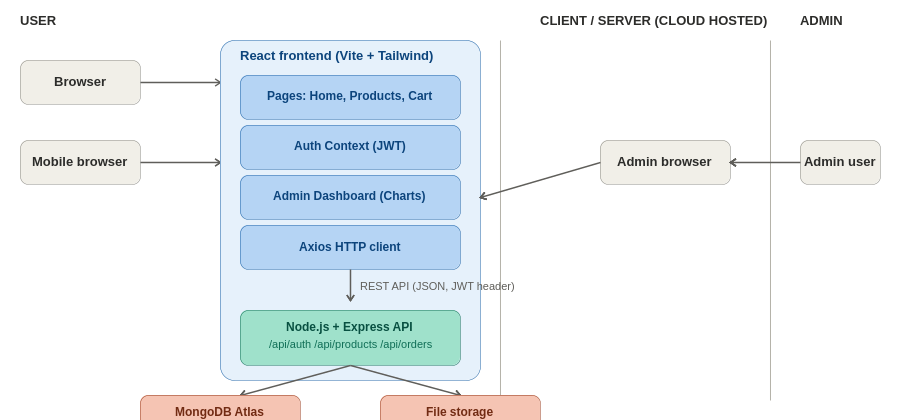 USER
CLIENT / SERVER (CLOUD HOSTED)
ADMIN
React frontend (Vite + Tailwind)
Browser
Pages: Home, Products, Cart
Auth Context (JWT)
Mobile browser
Admin browser
Admin user
Admin Dashboard (Charts)
Axios HTTP client
REST API (JSON, JWT header)
Node.js + Express API
/api/auth /api/products /api/orders
MongoDB Atlas
File storage